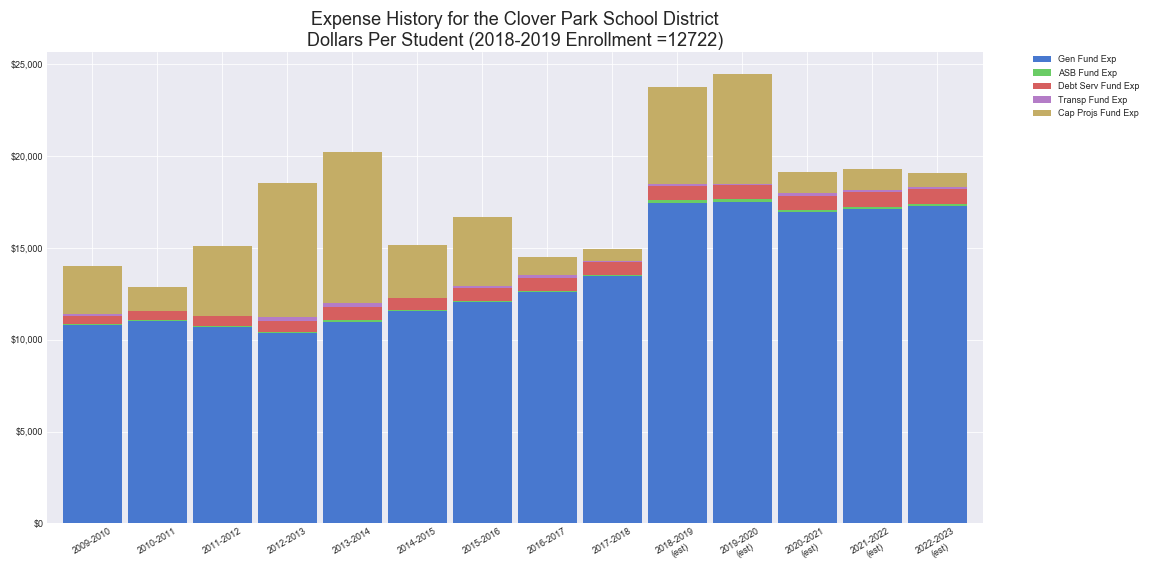 Expense History for the Clover Park School District
Dollars Per Student (2018-2019 Enrollment =12722)
$25,000
$20,000
$15,000
$10,000
$5,000
$0
Gen Fund Exp
ASB Fund Exp
Debt Serv Fund Exp
Transp Fund Exp
Cap Projs Fund Exp
2009-2010
2010-2011
2011-2012
2012-2013
2013-2014
2014-2015
2015-2016
2016-2017
2017-2018
2018-2019
(est)
2019-2020
(est)
2020-2021
(est)
2021-2022
(est)
2022-2023
(est)